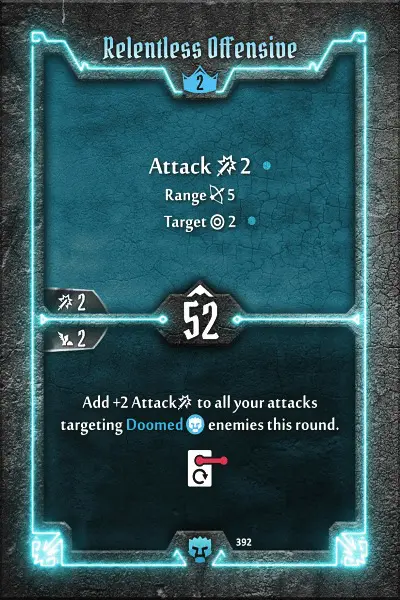 Relentless Offensive
2
Attack 2
Range 5
Target 2
2
52
2
Add +2 Attack to all your attacks
targeting Doomed enemies this round.
392